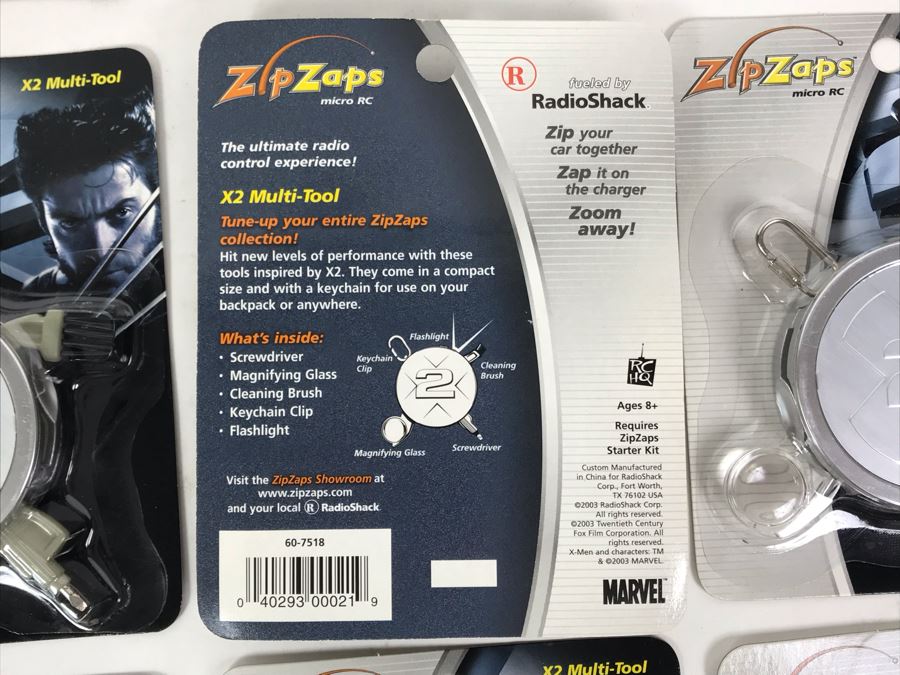 X2 Multi-Tool
ZipZaps
micro RC
The ultimate radio
control experience!
X2 Multi-Tool
Tune-up your entire ZipZaps
collection!
Hit new levels of performance with these
tools inspired by X2. They come in a compact
size and with a keychain for use on your
backpack or anywhere.
What's inside:
• Screwdriver
• Magnifying Glass
• Cleaning Brush
• Keychain Clip
• Flashlight
Flashlight
Keychain
Clip
Cleaning
Brush
2
Magnifying Glass
Screwdriver
Visit the ZipZaps Showroom at
www.zipzaps.com
and your local R RadioShack
60-7518
0 40293 00021 9
R
fueled by
RadioShack.
Zip your
car together
Zap it on
the charger
Zoom
away!
RC
HQ
Ages 8+
Requires
ZipZaps
Starter Kit
Custom Manufactured
in China for RadioShack
Corp., Fort Worth,
TX 76102 USA
©2003 RadioShack Corp.
All rights reserved.
©2003 Twentieth Century
Fox Film Corporation. All
rights reserved.
X-Men and characters: TM
& ©2003 MARVEL.
MARVEL
ZipZaps
micro RC
X2 Multi-Tool